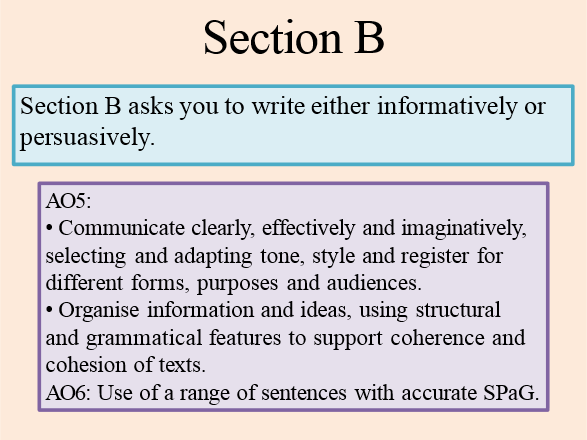 Section B
Section B asks you to write either informatively or
persuasively.
AO5:
• Communicate clearly, effectively and imaginatively,
selecting and adapting tone, style and register for
different forms, purposes and audiences.
• Organise information and ideas, using structural
and grammatical features to support coherence and
cohesion of texts.
AO6: Use of a range of sentences with accurate SPaG.